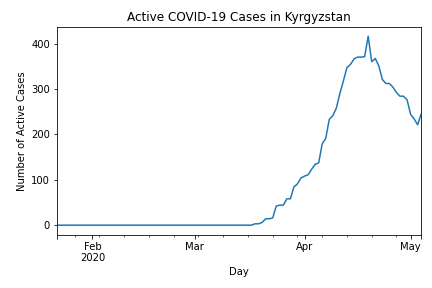 Active COVID-19 Cases in Kyrgyzstan
Number of Active Cases
400
300
200
100
0
Feb
2020
Mar
Apr
May
Day